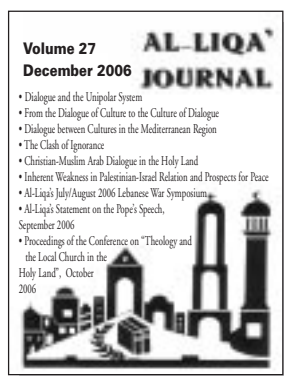 Volume 27
December 2006
AL-LIQA'
JOURNAL
• Dialogue and the Unipolar System
• From the Dialogue of Culture to the Culture of Dialogue
• Dialogue between Cultures in the Mediterranean Region
• The Clash of Ignorance
• Christian-Muslim Arab Dialogue in the Holy Land
• Inherent Weakness in Palestinian-Israel Relation and Prospects for Peace
• Al-Liqa's July/August 2006 Lebanese War Symposium
• Al-Liqa's Statement on the Pope's Speech,
September 2006
• Proceedings of the Conference on "Theology and
the Local Church in the
Holy Land", October
2006